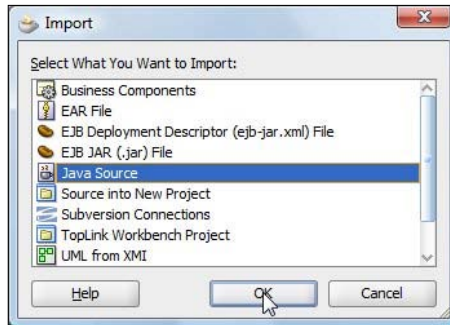 Import
Select What You Want to Import:
Business Components
EAR File
EJB Deployment Descriptor (ejb-jar.xml) File
EJB JAR (.jar) File
Java Source
Source into New Project
Subversion Connections
TopLink Workbench Project
UML from XMI
Help OK Cancel